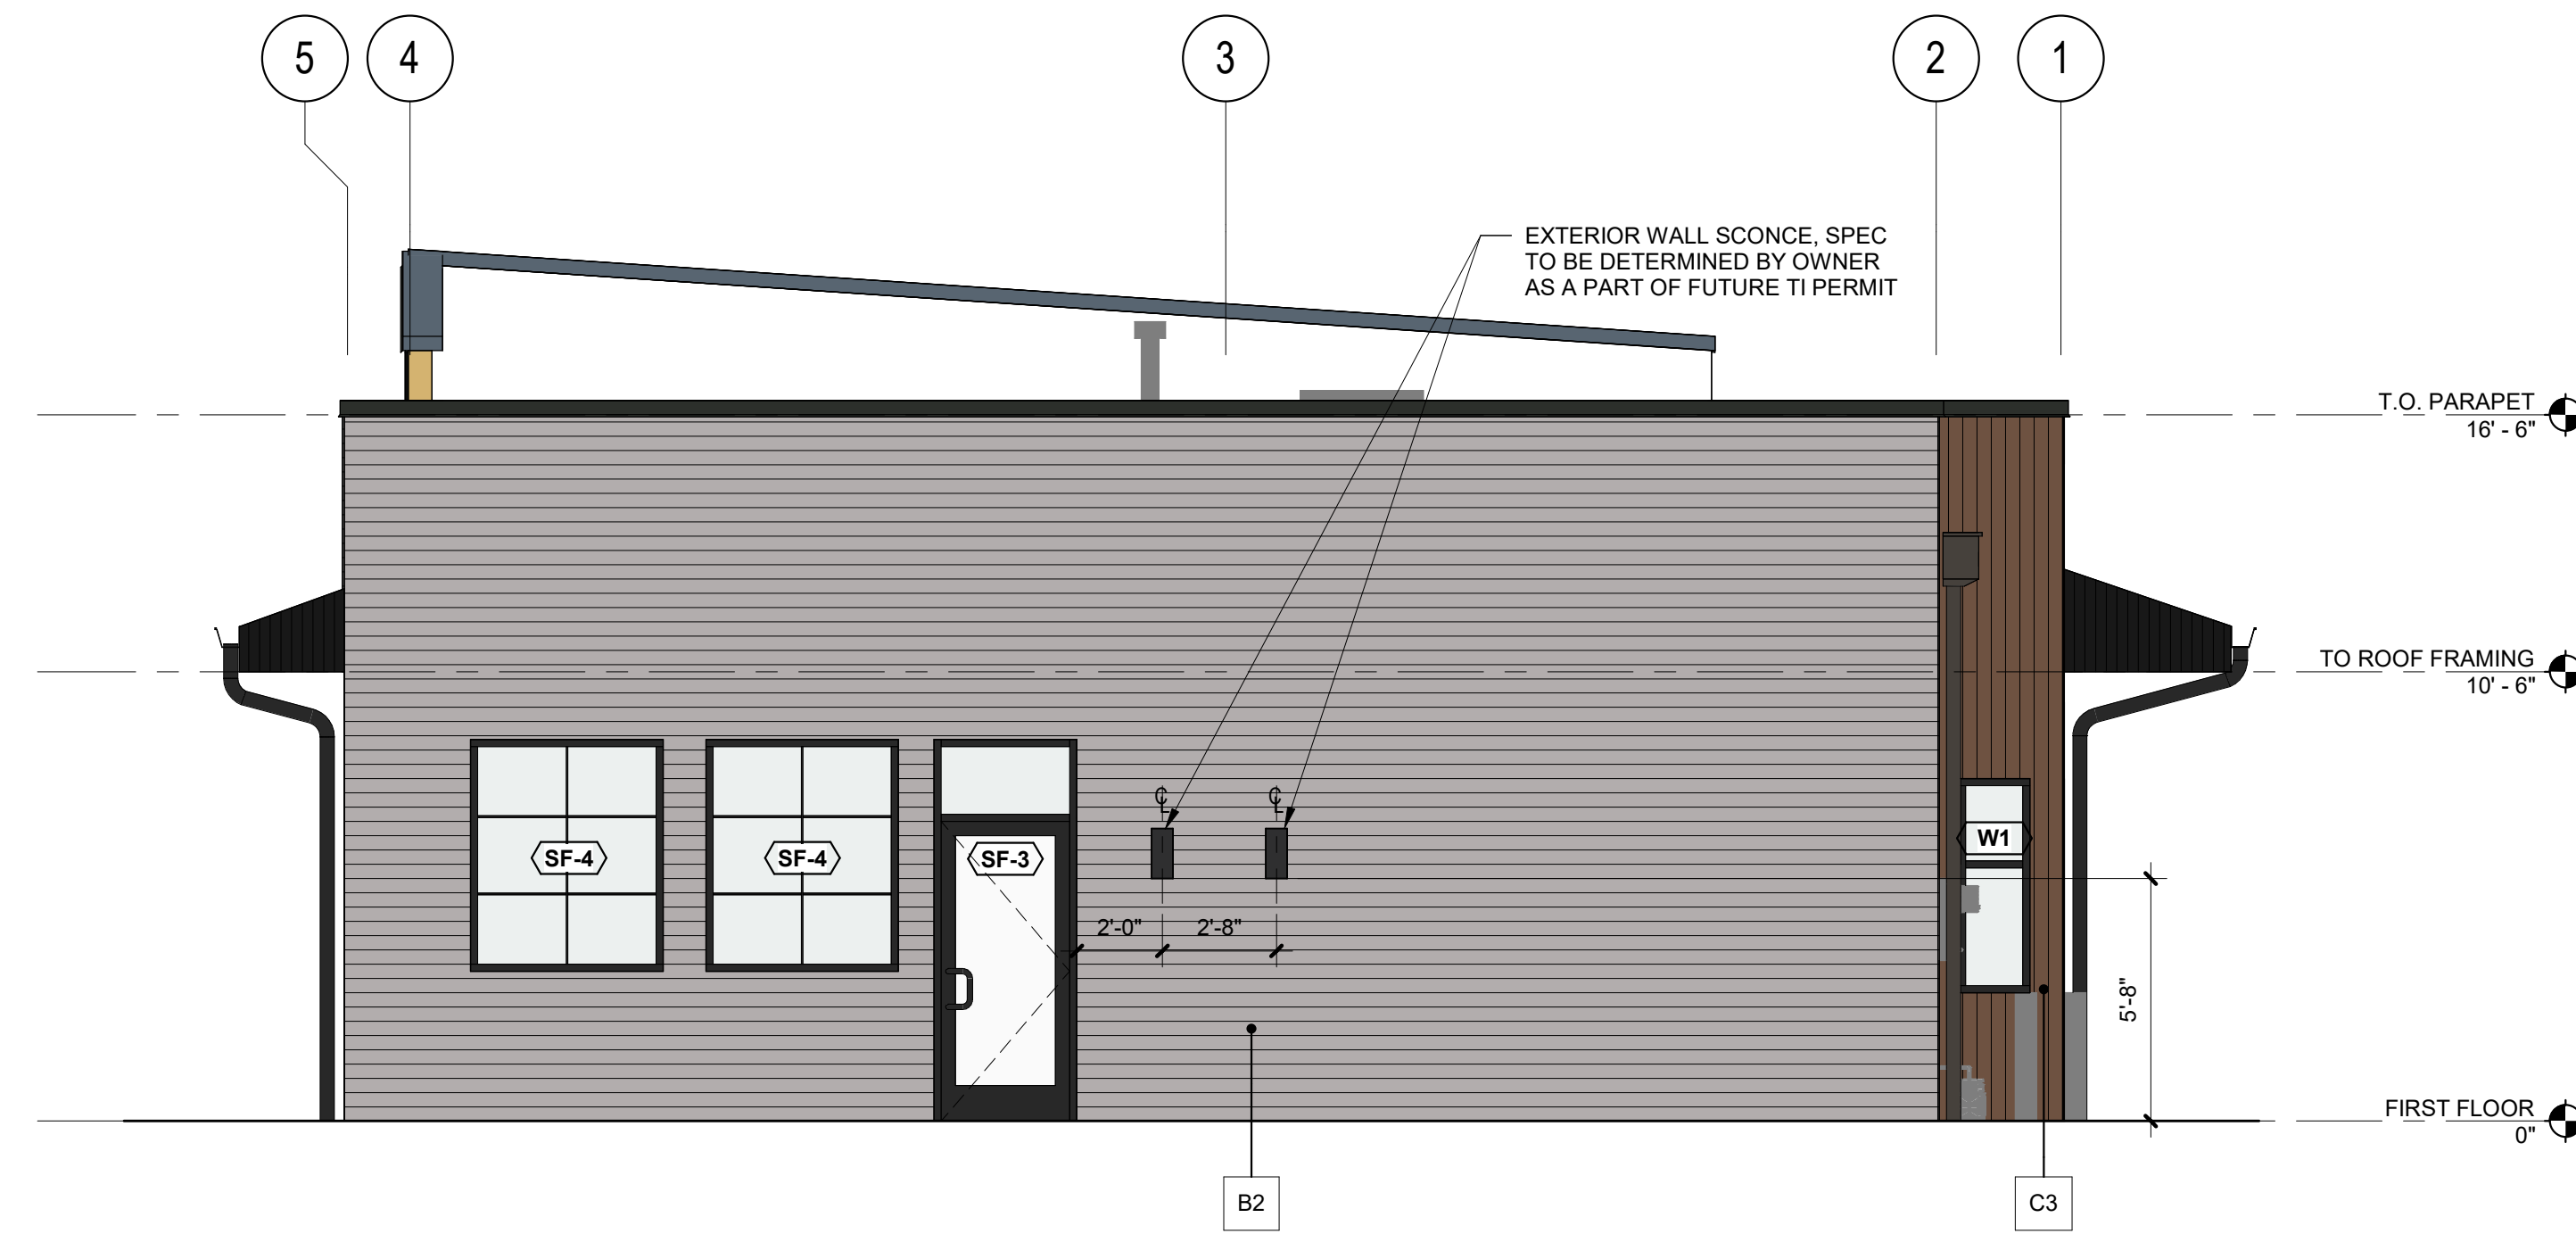 5
4
3
2
1
EXTERIOR WALL SCONCE, SPEC
TO BE DETERMINED BY OWNER
AS A PART OF FUTURE TI PERMIT
T.O. PARAPET
16' - 6"
TO ROOF FRAMING
10' - 6"
℄
℄
W1
SF-4
SF-4
SF-3
2'-0"
2'-8"
5'-8"
FIRST FLOOR
0"
B2
C3